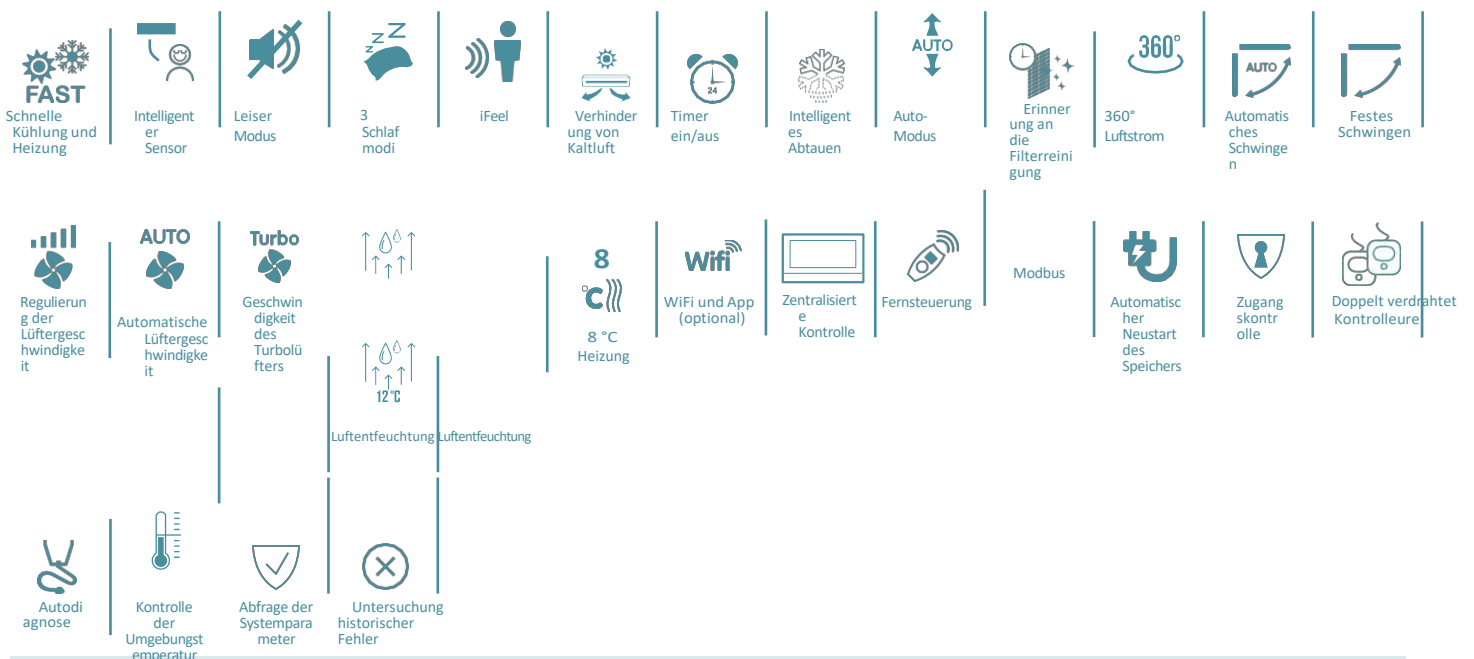 FAST
Schnelle
Kühlung und
Heizung
Intelligent
er
Sensor
Leiser
Modus
z z Z
3
Schlaf
modi
iFeel
Verhinder
ung von
Kaltluft
24
Timer
ein/aus
Intelligent
es
Abtauen
AUTO
Auto-
Modus
Erinner
ung an
die
Filterreini
gung
360°
360°
Luftstrom
AUTO
Automatis
ches
Schwinge
n
Festes
Schwingen
Regulierun
g der
Lüftergesc
hwindigke
it
AUTO
Automatische
Lüftergesc
hwindigke
it
Turbo
Geschwin
digkeit
des
Turbolü
fters
12°C
Luftentfeuchtung
Luftentfeuchtung
8
°C
8 °C
Heizung
Wifi
WiFi und App
(optional)
Zentralisiert
e
Kontrolle
Fernsteuerung
Modbus
Automatisc
her
Neustart
des
Speichers
Zugang
skontr
olle
Doppelt verdrahtet
Kontrolleure
Autodi
agnose
Kontrolle
der
Umgebungst
emperatur
Abfrage der
Systempara
meter
Untersuchung
historischer
Fehler